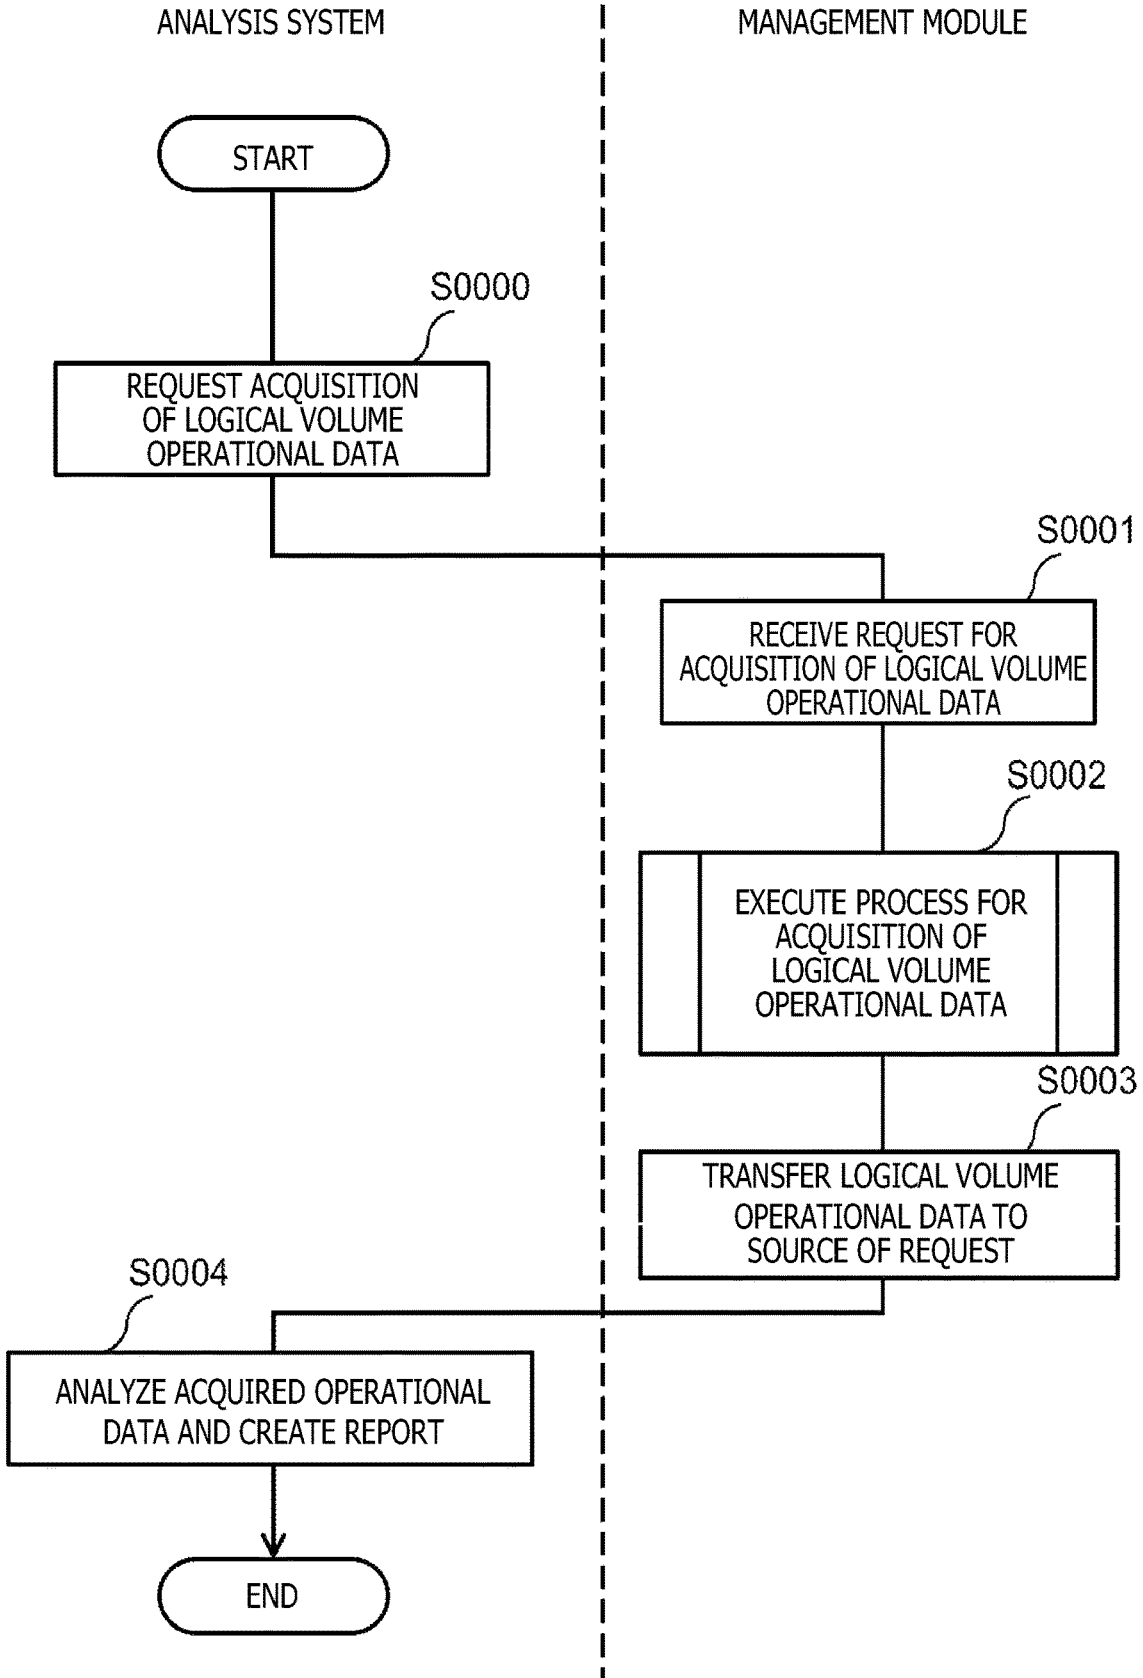 ANALYSIS SYSTEM
MANAGEMENT MODULE
START
S0000
REQUEST ACQUISITION
OF LOGICAL VOLUME
OPERATIONAL DATA
S0001
RECEIVE REQUEST FOR
ACQUISITION OF LOGICAL VOLUME
OPERATIONAL DATA
S0002
EXECUTE PROCESS FOR
ACQUISITION OF
LOGICAL VOLUME
OPERATIONAL DATA
S0003
TRANSFER LOGICAL VOLUME
OPERATIONAL DATA TO
SOURCE OF REQUEST
S0004
ANALYZE ACQUIRED OPERATIONAL
DATA AND CREATE REPORT
END